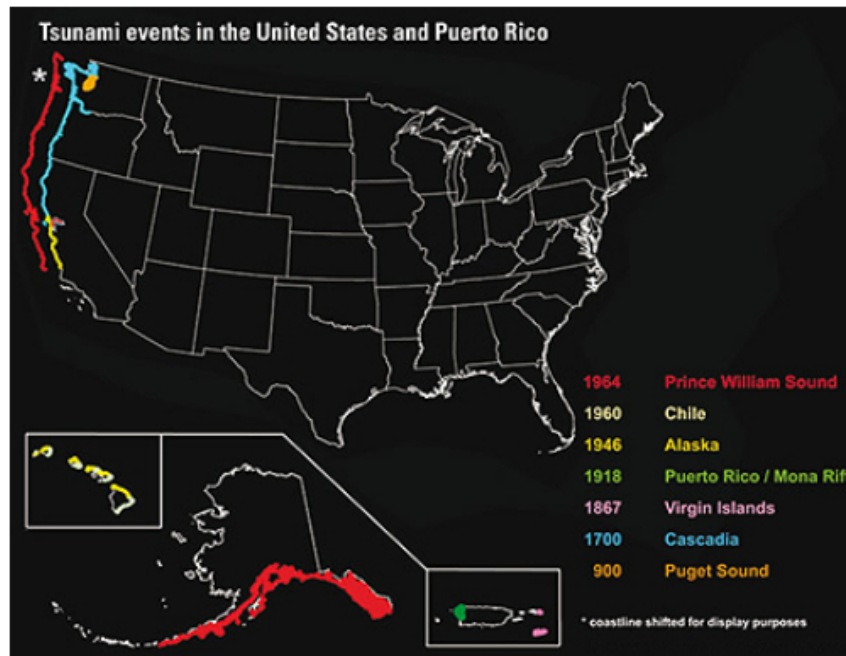 Tsunami events in the United States and Puerto Rico
*
1964 Prince William Sound
1960 Chile
1946 Alaska
1918 Puerto Rico / Mona Rif
1867 Virgin Islands
1700 Cascadia
900 Puget Sound
* coastline shifted for display purposes